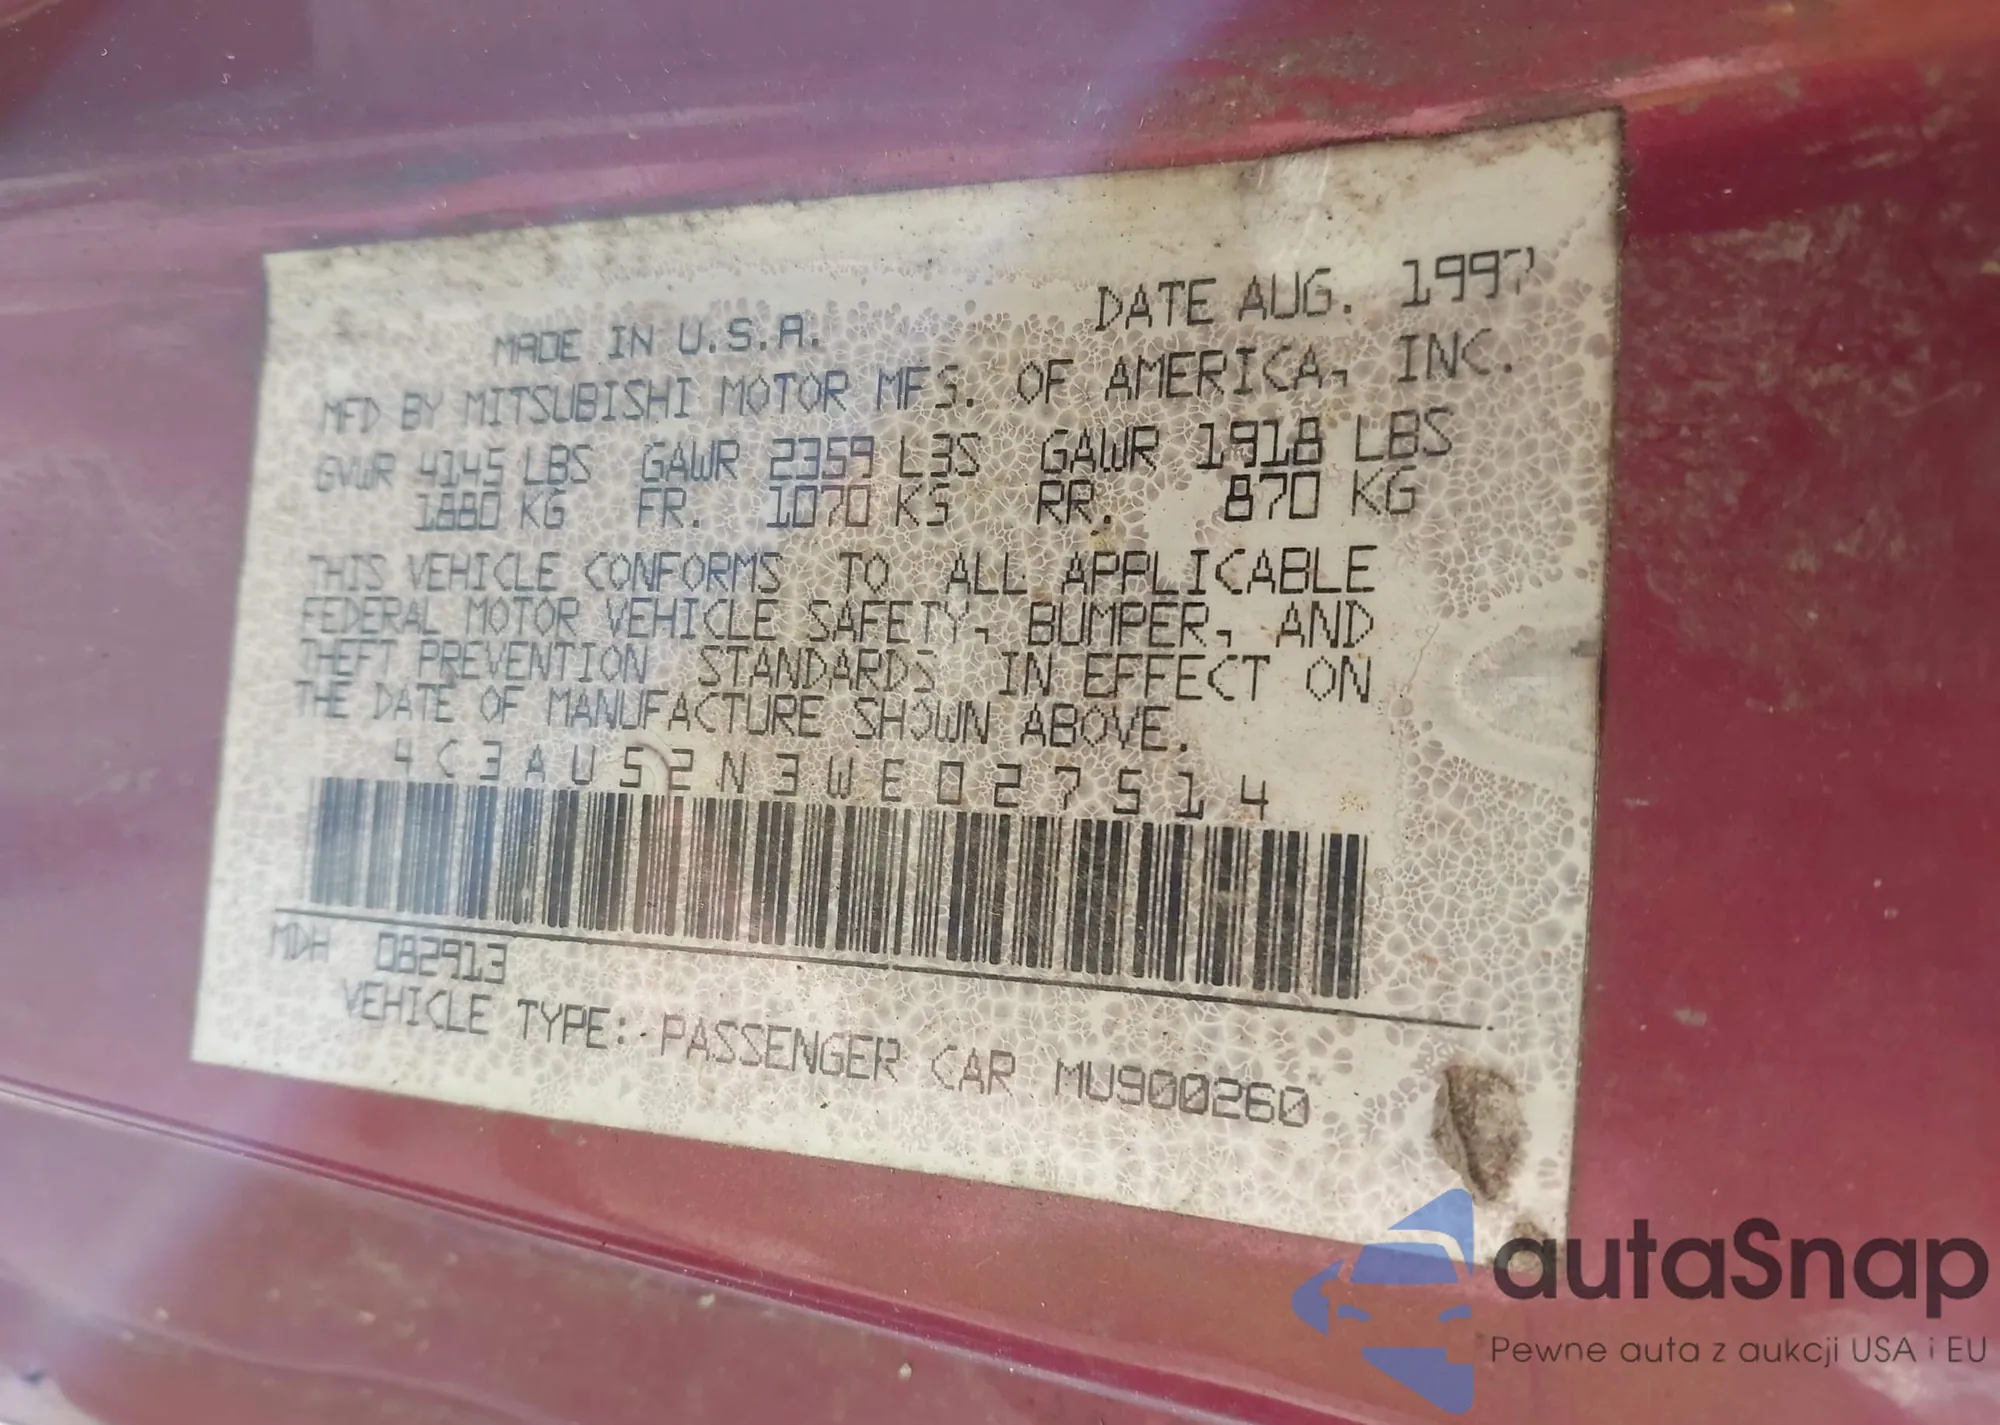 DATE AUG. 1997
MADE IN U.S.A.
MFD BY MITSUBISHI MOTOR MFS. OF AMERICA, INC.
GVWR 4145 LBS GAWR 2359 LBS GAWR 1918 LBS
1880 KG FR. 1070 KG RR. 870 KG
THIS VEHICLE CONFORMS TO ALL APPLICABLE
FEDERAL MOTOR VEHICLE SAFETY, BUMPER, AND
THEFT PREVENTION STANDARDS IN EFFECT ON
THE DATE OF MANUFACTURE SHOWN ABOVE.
4C3AU52N3WE027514
MDH 082913
VEHICLE TYPE: PASSENGER CAR MU900260
autaSnap
Pewne auta z aukcji USA i EU